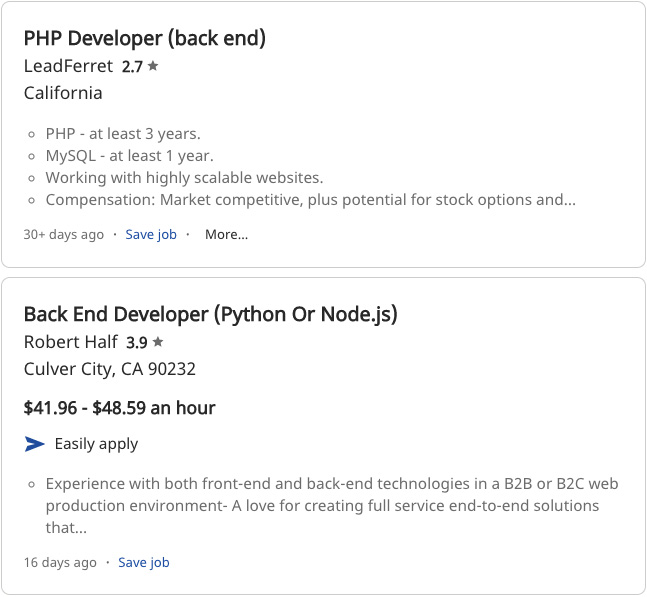 PHP Developer (back end)
LeadFerret 2.7
California
PHP - at least 3 years.
MySQL - at least 1 year.
Working with highly scalable websites.
Compensation: Market competitive, plus potential for stock options and...
30+ days ago · Save job · More...
Back End Developer (Python Or Node.js)
Robert Half 3.9
Culver City, CA 90232
$41.96 - $48.59 an hour
Easily apply
Experience with both front-end and back-end technologies in a B2B or B2C web
production environment- A love for creating full service end-to-end solutions
that...
16 days ago · Save job